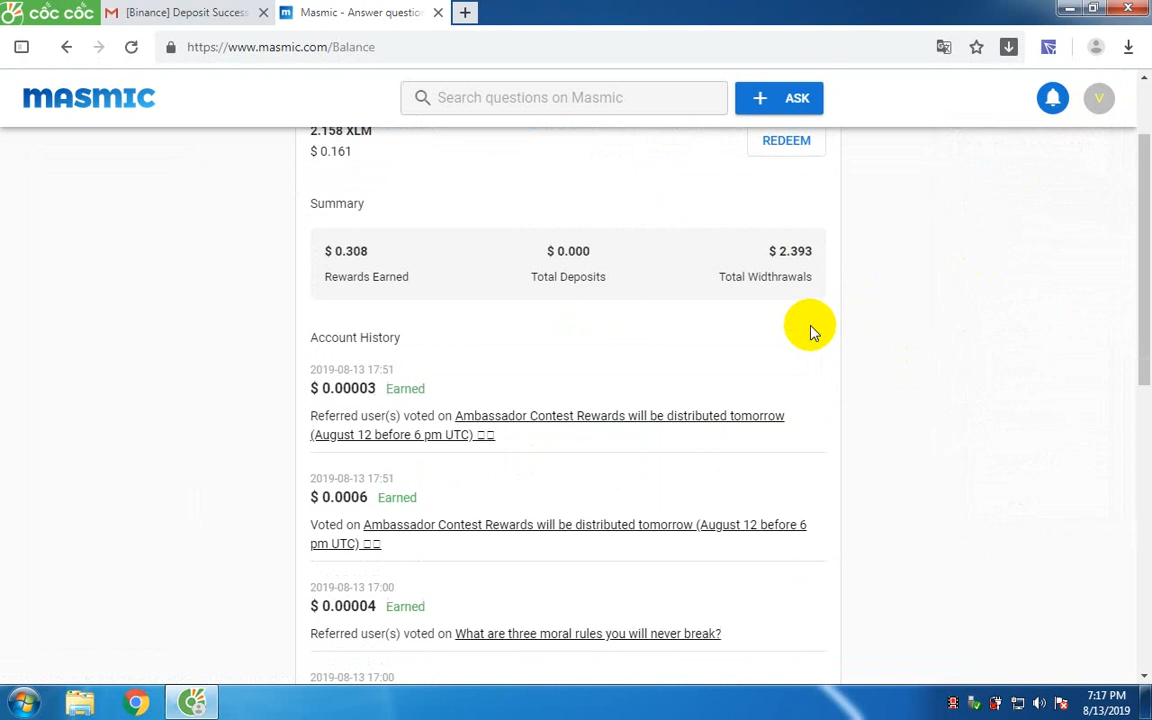 cốc cốc
[Binance] Deposit Success
Masmic - Answer questio
https://www.masmic.com/Balance
MASMIC
Search questions on Masmic
+ ASK
V
2.158 XLM
$ 0.161
REDEEM
Summary
$ 0.308
$ 0.000
$ 2.393
Rewards Earned
Total Deposits
Total Widthrawals
Account History
2019-08-13 17:51
$ 0.00003 Earned
Referred user(s) voted on Ambassador Contest Rewards will be distributed tomorrow
(August 12 before 6 pm UTC) □□
2019-08-13 17:51
$ 0.0006 Earned
Voted on Ambassador Contest Rewards will be distributed tomorrow (August 12 before 6
pm UTC) □□
2019-08-13 17:00
$ 0.00004 Earned
Referred user(s) voted on What are three moral rules you will never break?
2019-08-13 17:00
7:17 PM
8/13/2019